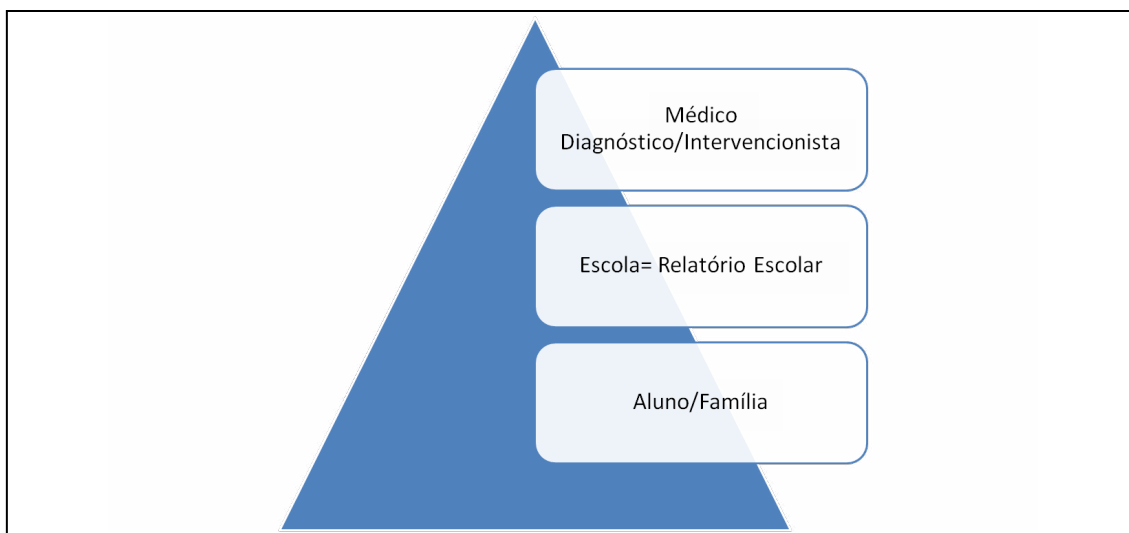 Médico
Diagnóstico/Intervencionista
Escola= Relatório Escolar
Aluno/Família